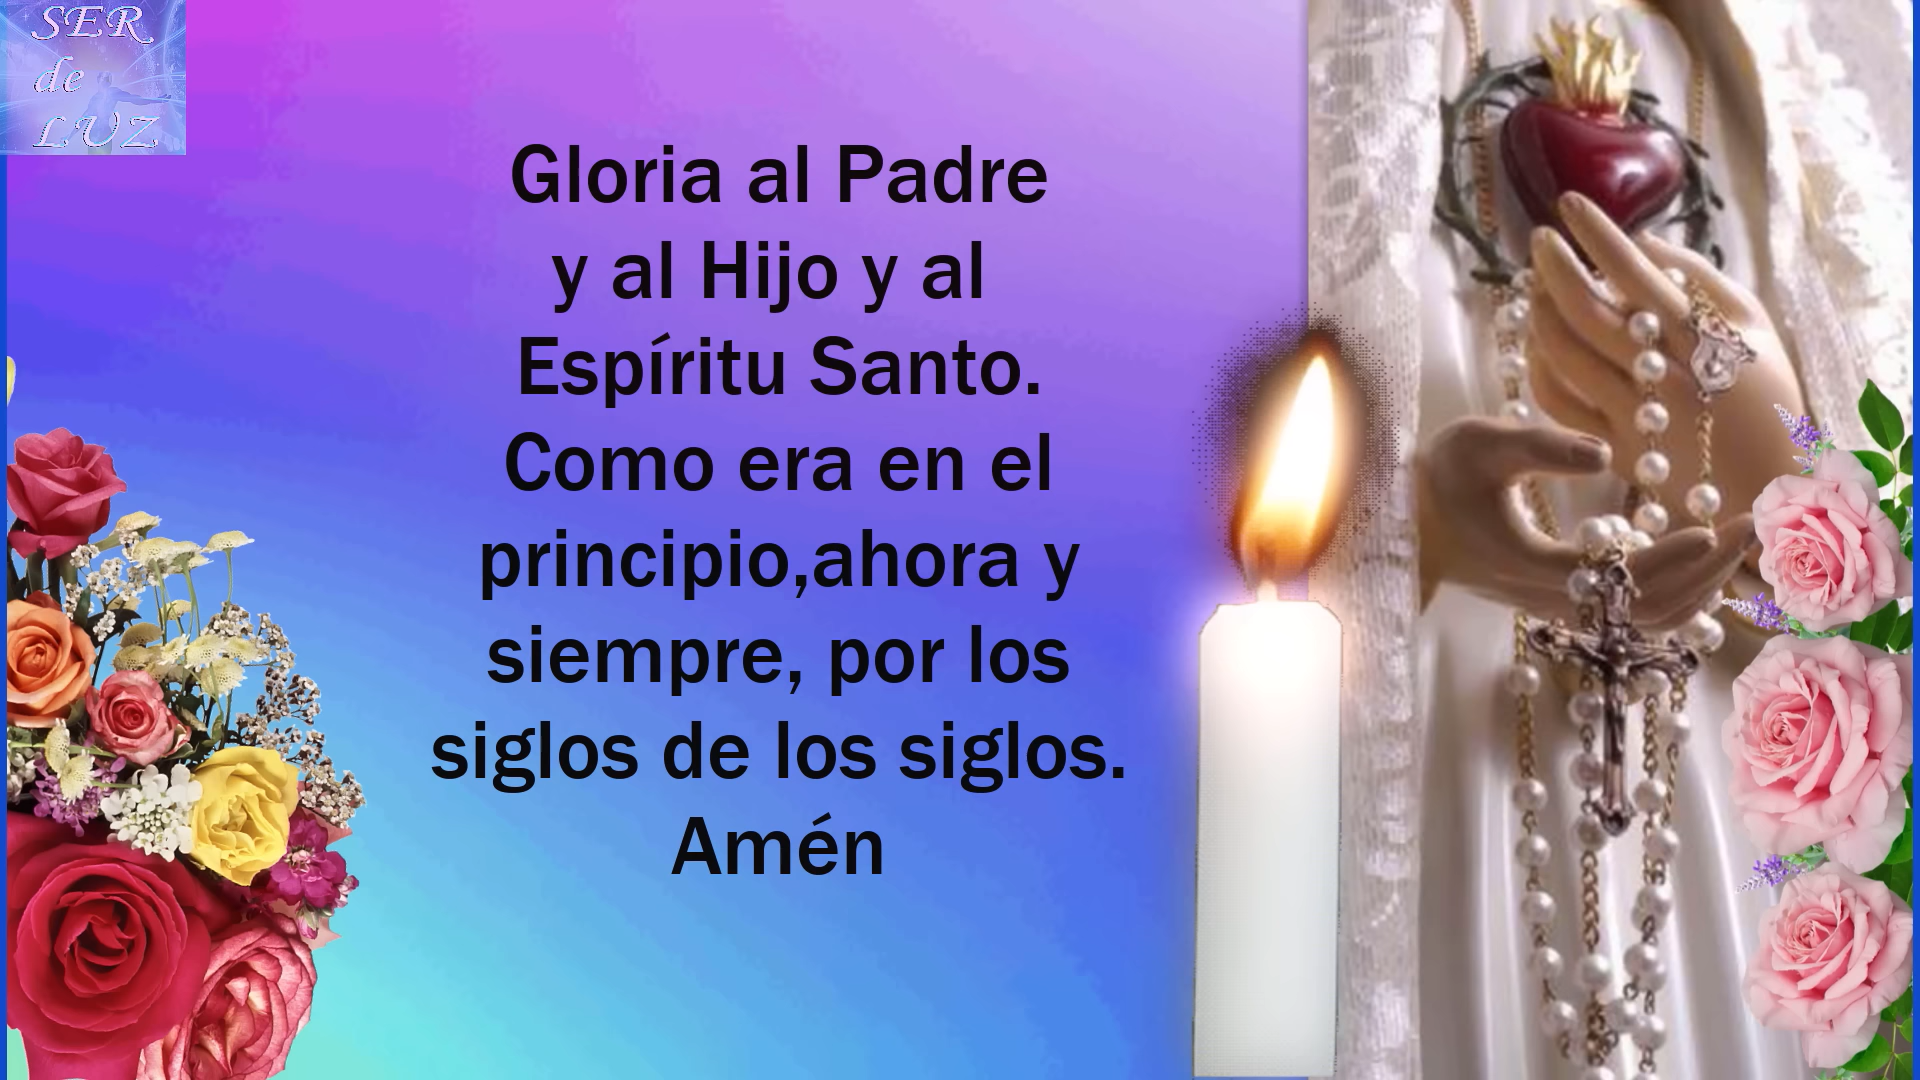 SER
de
LUZ
Gloria al Padre
y al Hijo y al
Espíritu Santo.
Como era en el
principio,ahora y
siempre, por los
siglos de los siglos.
Amén